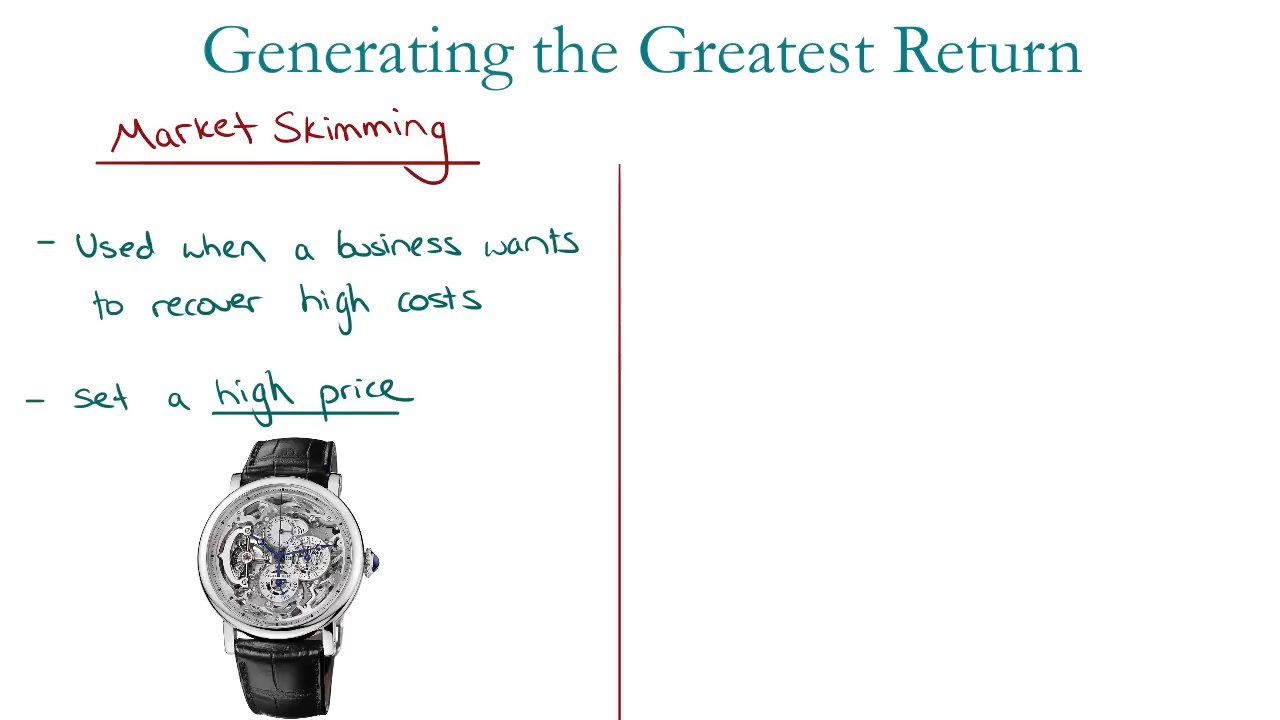 Generating the Greatest Return
Market Skimming
- Used when a business wants
to recover high costs
- set a high price